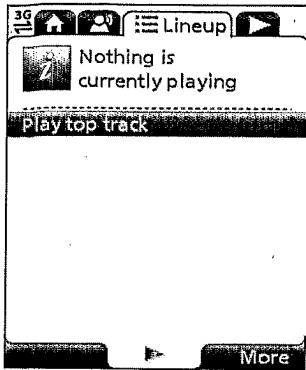 3G
Lineup
Nothing is
currently playing
Play top track
More